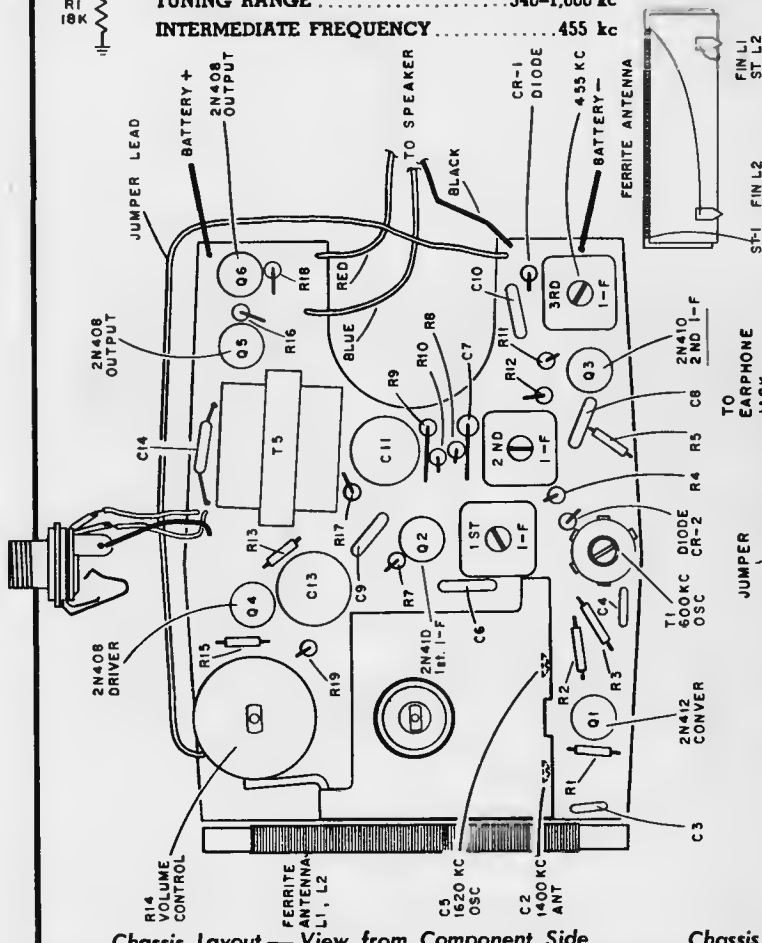 R1
18K
TUNING RANGE
INTERMEDIATE FREQUENCY..........455 kc
BATTERY +
2N408
OUTPUT
JUMPER LEAD
TO SPEAKER
CR-1
DIODE
455 KC
BATTERY-
FERRITE ANTENNA
FIN L1
ST L2
FIN L2
ST-1
BLACK
2N408
OUTPUT
Q6
R18
RED
C10
3RD
I-F
Q5
R16
BLUE
R11
R12
Q3
2N410
2ND I-F
C14
T5
R9
R10
R8
C7
C11
2 ND
I-F
C8
R5
TO
EARPHONE
R4
R17
R13
C9
Q2
1 ST
I-F
DIODE
CR-2
JUMPER
C13
R7
C6
T1
600KC
OSC
C4
2N408
DRIVER
Q4
R15
R19
2N410
1st. I-F
R2
R3
Q1
2N412
CONVER
R1
C3
R14
VOLUME
CONTROL
FERRITE
ANTENNA
L1, L2
C5
1620 KC
OSC
C2
1400 KC
ANT
Chassis Layout — View from Component Side
Chassis